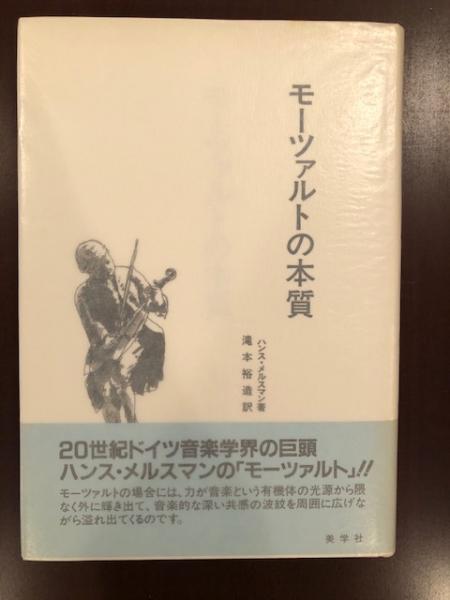 モーツァルトの本質
ハンス・メルスマン著
滝本裕造訳
20世紀ドイツ音楽学界の巨頭
ハンス・メルスマンの「モーツァルト」!!
モーツァルトの場合には、力が音楽という有機体の光源から隈
なく外に輝き出て、音楽的な深い共感の波紋を周囲に広げな
がら溢れ出てくるのです。
美学社